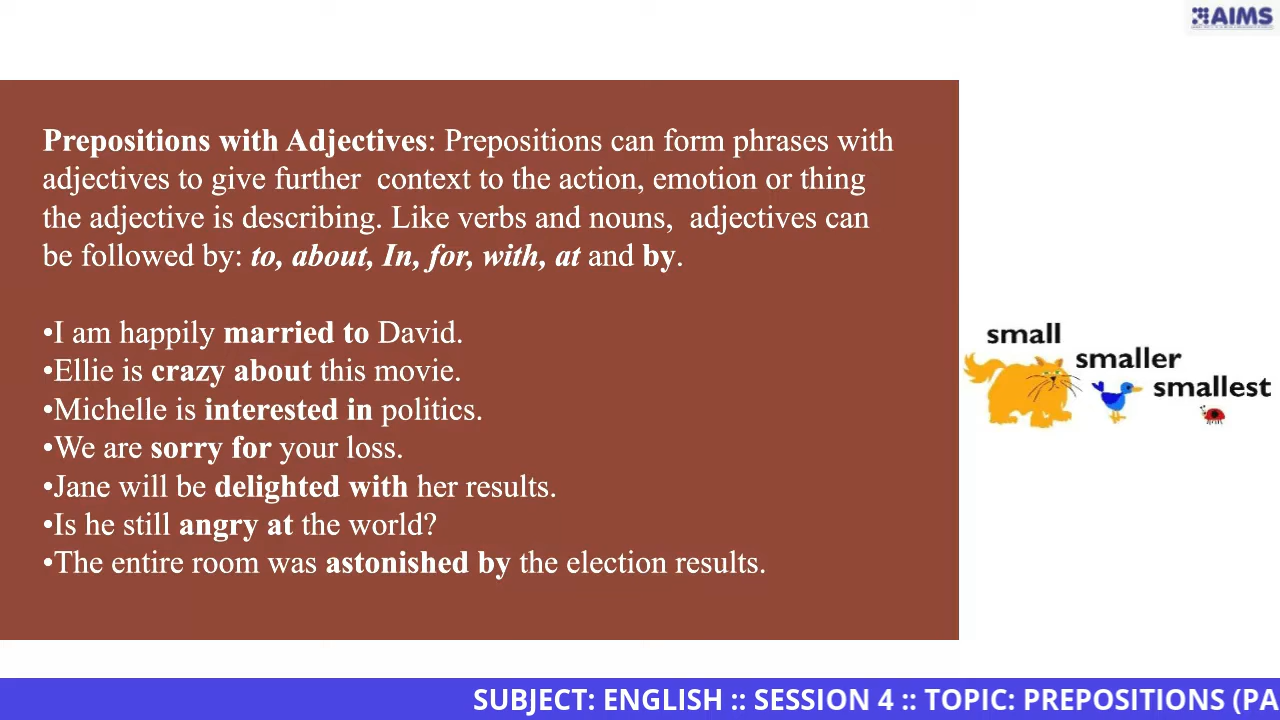 AIMS
Prepositions with Adjectives: Prepositions can form phrases with
adjectives to give further  context to the action, emotion or thing
the adjective is describing. Like verbs and nouns,  adjectives can
be followed by: to, about, In, for, with, at and by.
•I am happily married to David.
•Ellie is crazy about this movie.
•Michelle is interested in politics.
•We are sorry for your loss.
•Jane will be delighted with her results.
•Is he still angry at the world?
•The entire room was astonished by the election results.
small
smaller
smallest
SUBJECT: ENGLISH :: SESSION 4 :: TOPIC: PREPOSITIONS (PA